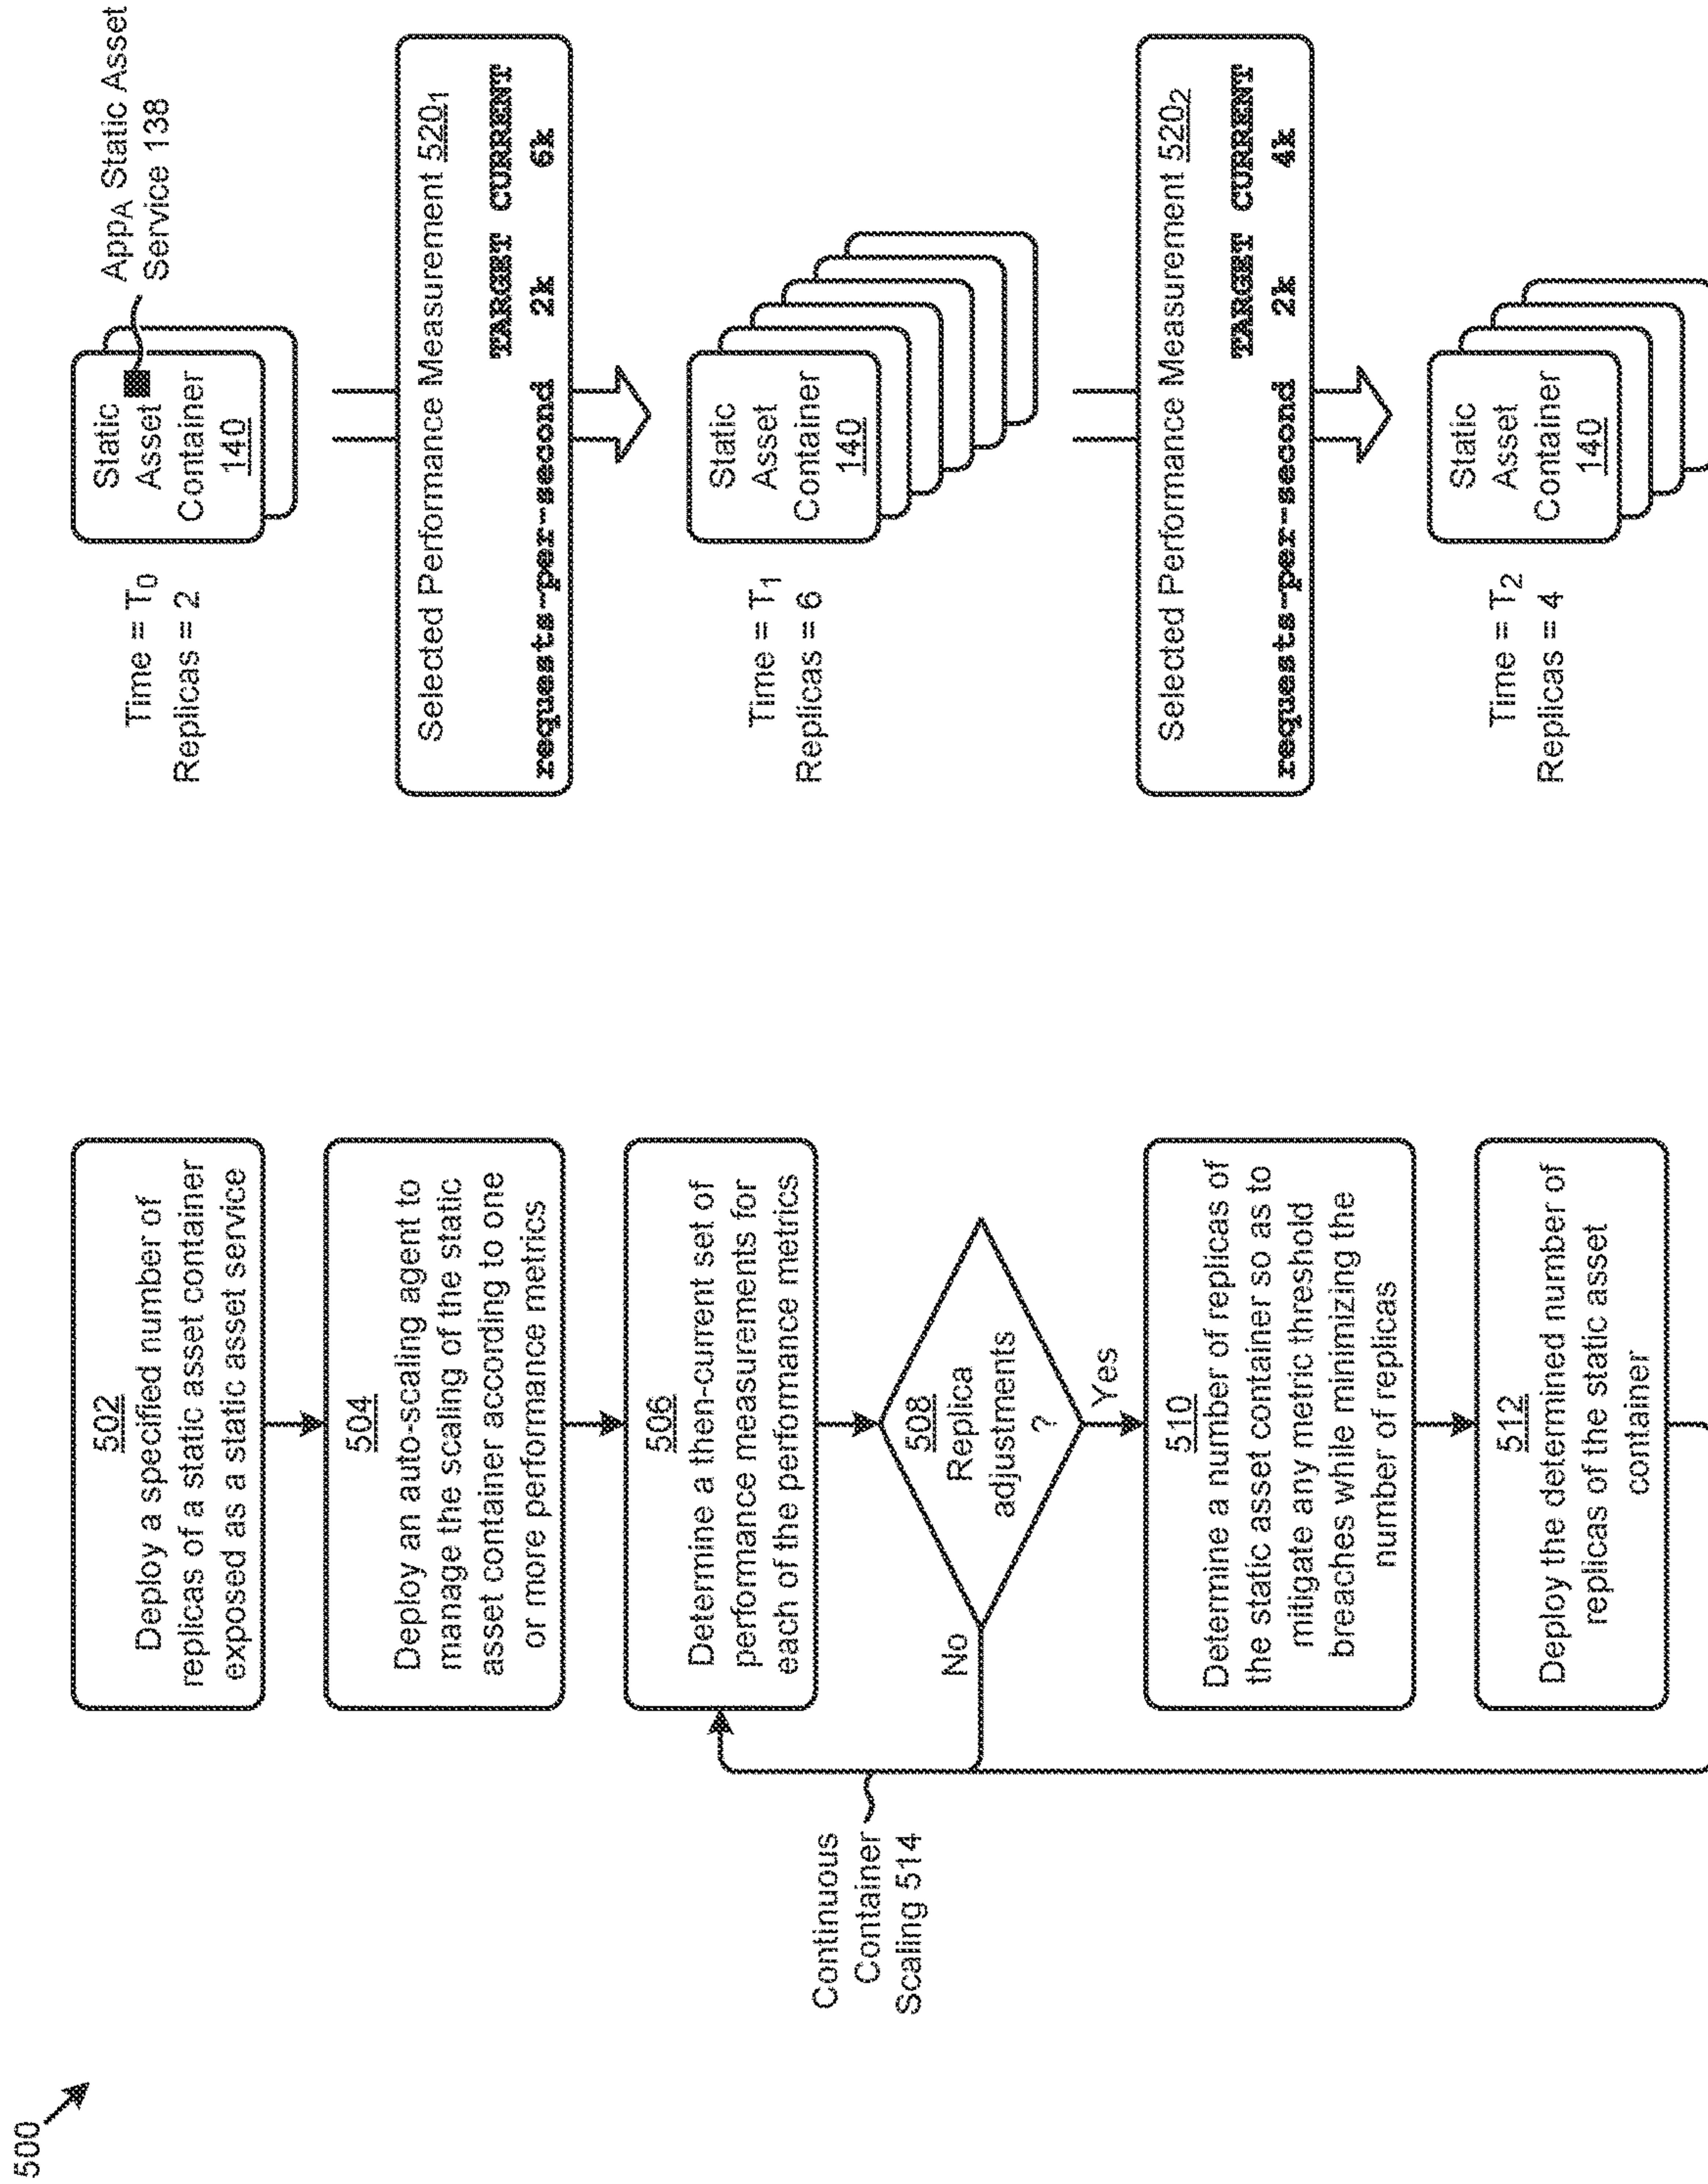 500
502
Deploy a specified number of
replicas of a static asset container
exposed as a static asset service
504
Deploy an auto-scaling agent to
manage the scaling of the static
asset container according to one
or more performance metrics
506
Determine a then-current set of
performance measurements for
each of the performance metrics
508
Replica
adjustments
?
No
Yes
Continuous
Container
Scaling 514
510
Determine a number of replicas of
the static asset container so as to
mitigate any metric threshold
breaches while minimizing the
number of replicas
512
Deploy the determined number of
replicas of the static asset
container
Time = T0
Replicas = 2
Static
Asset
Container
140
AppA Static Asset
Service 138
Selected Performance Measurement 5201
TARGET CURRENT
requests-per-second 2k 6k
Time = T1
Replicas = 6
Static
Asset
Container
140
Selected Performance Measurement 5202
TARGET CURRENT
requests-per-second 2k 4k
Time = T2
Replicas = 4
Static
Asset
Container
140